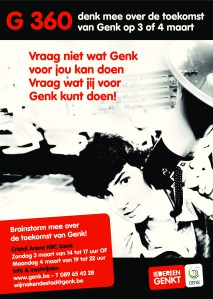 G 360
denk mee over de toekomst
van Genk op 3 of 4 maart
Vraag niet wat Genk
voor jou kan doen
Vraag wat jij voor
Genk kunt doen!
Brainstorm mee over
de toekomst van Genk!
Cristal Arena KRC Genk
Zondag 3 maart van 14 tot 17 uur OF
Maandag 4 maart van 19 tot 22 uur
Info & inschrijven:
www.genk.be - T 089 65 42 28
wijmakendestad@genk.be
IEDEREEN
GENKT
GENK